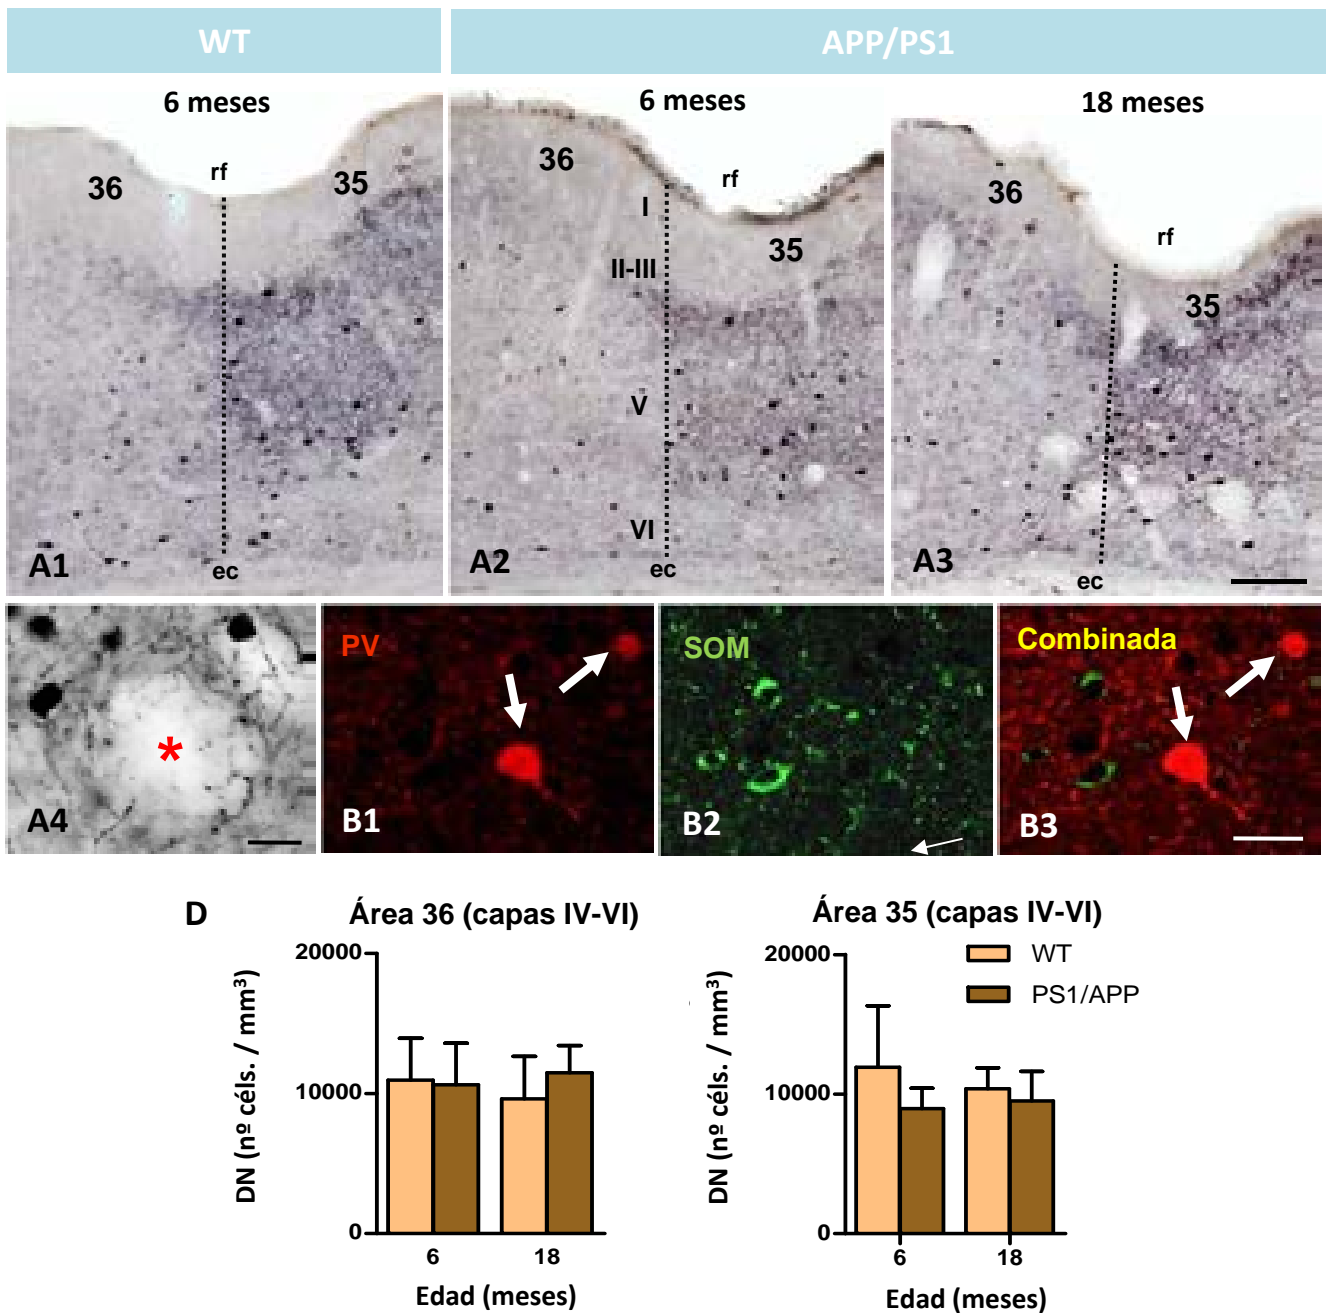 WT
APP/PS1
6 meses
6 meses
18 meses
36
rf
35
A1
ec
36
rf
I
35
II-III
V
VI
A2
ec
36
rf
35
A3
ec
*
A4
PV
B1
SOM
B2
Combinada
B3
D
Área 36 (capas IV-VI)
20000
10000
0
DN (nº céls. / mm³)
6
18
Edad (meses)
Área 35 (capas IV-VI)
WT
PS1/APP
20000
10000
0
DN (nº céls. / mm³)
6
18
Edad (meses)